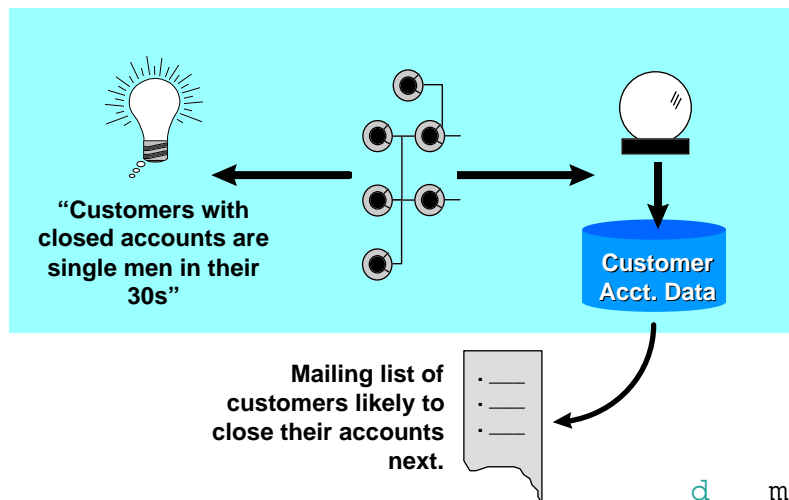 “Customers with
closed accounts are
single men in their
30s”
Customer
Acct. Data
Mailing list of
customers likely to
close their accounts
next.
d m